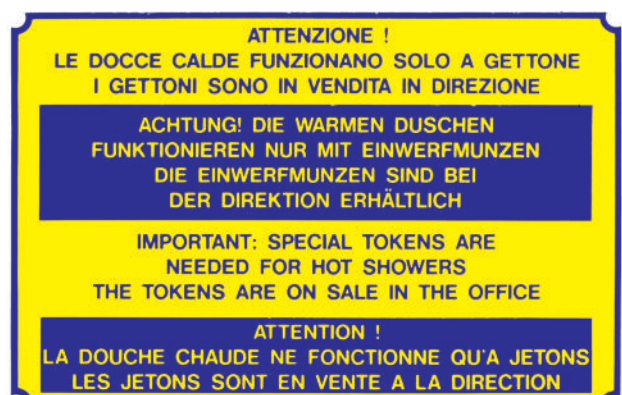 ATTENZIONE !
LE DOCCE CALDE FUNZIONANO SOLO A GETTONE
I GETTONI SONO IN VENDITA IN DIREZIONE
ACHTUNG! DIE WARMEN DUSCHEN
FUNKTIONIEREN NUR MIT EINWERFMUNZEN
DIE EINWERFMUNZEN SIND BEI
DER DIREKTION ERHÄLTLICH
IMPORTANT: SPECIAL TOKENS ARE
NEEDED FOR HOT SHOWERS
THE TOKENS ARE ON SALE IN THE OFFICE
ATTENTION !
LA DOUCHE CHAUDE NE FONCTIONNE QU'A JETONS
LES JETONS SONT EN VENTE A LA DIRECTION